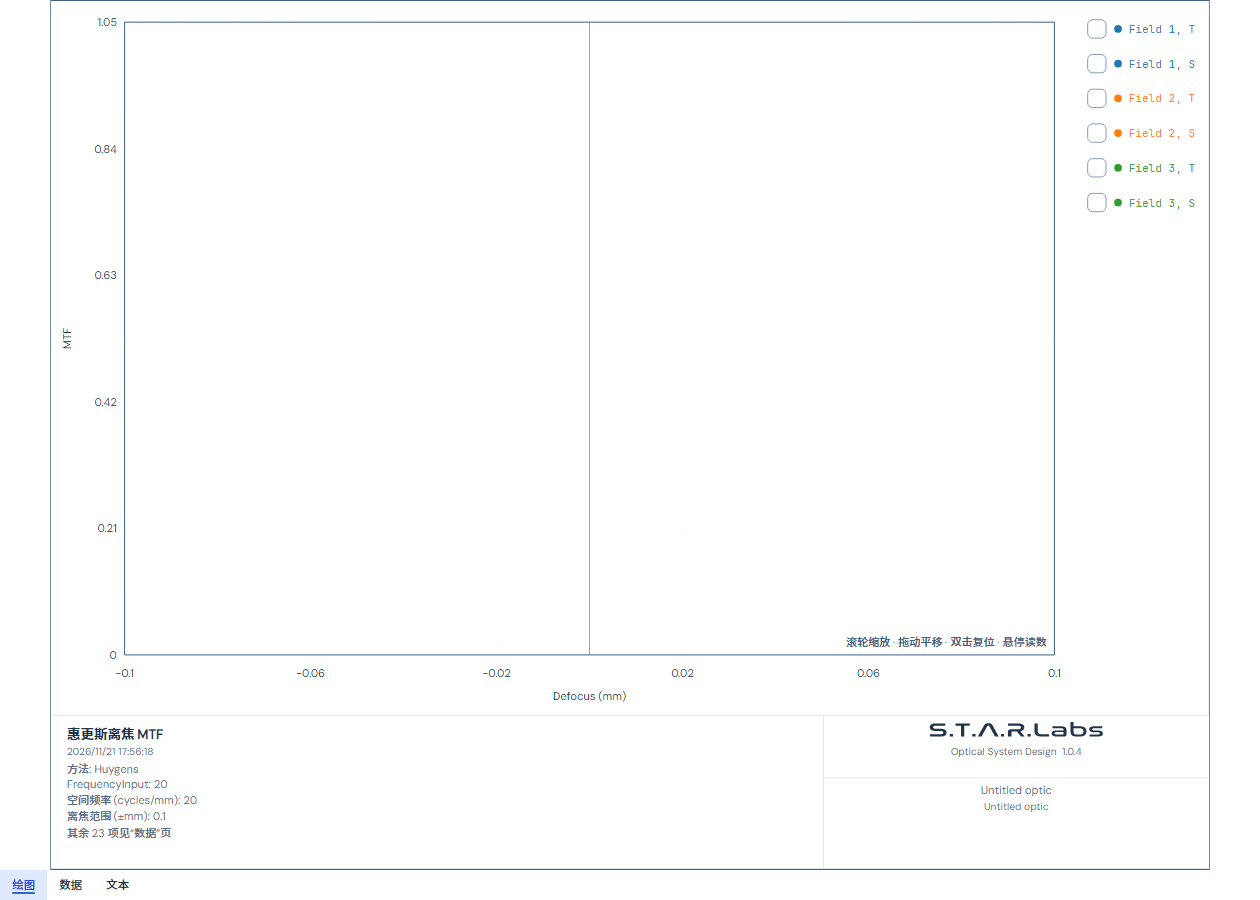 1.05
0.84
0.63
0.42
0.21
0
MTF
-0.1
-0.06
-0.02
0.02
0.06
0.1
Defocus (mm)
滚轮缩放 · 拖动平移 · 双击复位 · 悬停读数
Field 1, T
Field 1, S
Field 2, T
Field 2, S
Field 3, T
Field 3, S
惠更斯离焦 MTF
2026/11/21 17:56:18
方法: Huygens
FrequencyInput: 20
空间频率 (cycles/mm): 20
离焦范围 (±mm): 0.1
其余 23 项见“数据”页
S.T.A.R.Labs
Optical System Design 1.0.4
Untitled optic
Untitled optic
绘图 数据 文本